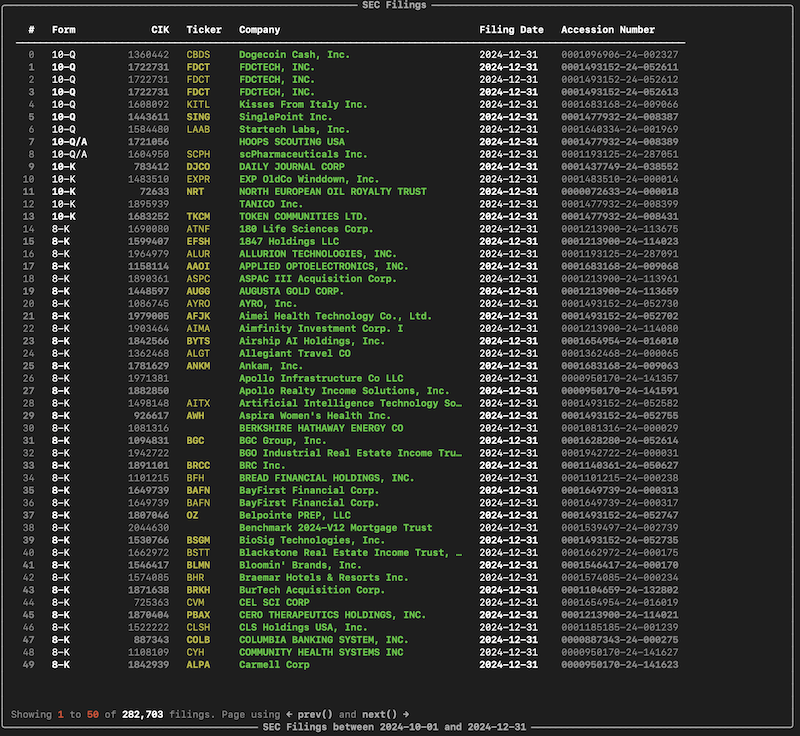 SEC Filings
# Form CIK Ticker Company Filing Date Accession Number
0 10-Q 1360442 CBDS Dogecoin Cash, Inc. 2024-12-31 0001096906-24-002327
1 10-Q 1722731 FDCT FDCTECH, INC. 2024-12-31 0001493152-24-052611
2 10-Q 1722731 FDCT FDCTECH, INC. 2024-12-31 0001493152-24-052612
3 10-Q 1722731 FDCT FDCTECH, INC. 2024-12-31 0001493152-24-052613
4 10-Q 1608092 KITL Kisses From Italy Inc. 2024-12-31 0001683168-24-009066
5 10-Q 1443611 SING SinglePoint Inc. 2024-12-31 0001477932-24-008387
6 10-Q 1584480 LAAB Startech Labs, Inc. 2024-12-31 0001640334-24-001969
7 10-Q/A 1721056 HOOPS SCOUTING USA 2024-12-31 0001477932-24-008389
8 10-Q/A 1604950 SCPH scPharmaceuticals Inc. 2024-12-31 0001193125-24-287051
9 10-K 783412 DJCO DAILY JOURNAL CORP 2024-12-31 0001437749-24-038552
10 10-K 1483510 EXPR EXP OldCo Winddown, Inc. 2024-12-31 0001483510-24-000014
11 10-K 72633 NRT NORTH EUROPEAN OIL ROYALTY TRUST 2024-12-31 0000072633-24-000018
12 10-K 1895939 TANICO Inc. 2024-12-31 0001477932-24-008399
13 10-K 1683252 TKCM TOKEN COMMUNITIES LTD. 2024-12-31 0001477932-24-008431
14 8-K 1690080 ATNF 180 Life Sciences Corp. 2024-12-31 0001213900-24-113675
15 8-K 1599407 EFSH 1847 Holdings LLC 2024-12-31 0001213900-24-114023
16 8-K 1964979 ALUR ALLURION TECHNOLOGIES, INC. 2024-12-31 0001193125-24-287091
17 8-K 1158114 AAOI APPLIED OPTOELECTRONICS, INC. 2024-12-31 0001683168-24-009068
18 8-K 1890361 ASPC ASPAC III Acquisition Corp. 2024-12-31 0001213900-24-113961
19 8-K 1448597 AUGG AUGUSTA GOLD CORP. 2024-12-31 0001213900-24-113659
20 8-K 1086745 AYRO AYRO, Inc. 2024-12-31 0001493152-24-052730
21 8-K 1979005 AFJK Aimei Health Technology Co., Ltd. 2024-12-31 0001493152-24-052702
22 8-K 1903464 AIMA Aimfinity Investment Corp. I 2024-12-31 0001213900-24-114080
23 8-K 1842566 BYTS Airship AI Holdings, Inc. 2024-12-31 0001654954-24-016010
24 8-K 1362468 ALGT Allegiant Travel CO 2024-12-31 0001362468-24-000065
25 8-K 1781629 ANKM Ankam, Inc. 2024-12-31 0001683168-24-009063
26 8-K 1971381 Apollo Infrastructure Co LLC 2024-12-31 0000950170-24-141357
27 8-K 1882850 Apollo Realty Income Solutions, Inc. 2024-12-31 0000950170-24-141591
28 8-K 1498148 AITX Artificial Intelligence Technology So… 2024-12-31 0001493152-24-052582
29 8-K 926617 AWH Aspira Women's Health Inc. 2024-12-31 0001493152-24-052755
30 8-K 1081316 BERKSHIRE HATHAWAY ENERGY CO 2024-12-31 0001081316-24-000029
31 8-K 1094831 BGC BGC Group, Inc. 2024-12-31 0001628280-24-052614
32 8-K 1942722 BGO Industrial Real Estate Income Tru… 2024-12-31 0001942722-24-000031
33 8-K 1891101 BRCC BRC Inc. 2024-12-31 0001140361-24-050627
34 8-K 1101215 BFH BREAD FINANCIAL HOLDINGS, INC. 2024-12-31 0001101215-24-000238
35 8-K 1649739 BAFN BayFirst Financial Corp. 2024-12-31 0001649739-24-000313
36 8-K 1649739 BAFN BayFirst Financial Corp. 2024-12-31 0001649739-24-000317
37 8-K 1807046 OZ Belpointe PREP, LLC 2024-12-31 0001493152-24-052747
38 8-K 2044630 Benchmark 2024-V12 Mortgage Trust 2024-12-31 0001539497-24-002739
39 8-K 1530766 BSGM BioSig Technologies, Inc. 2024-12-31 0001493152-24-052735
40 8-K 1662972 BSTT Blackstone Real Estate Income Trust, … 2024-12-31 0001662972-24-000175
41 8-K 1546417 BLMN Bloomin' Brands, Inc. 2024-12-31 0001546417-24-000170
42 8-K 1574085 BHR Braemar Hotels & Resorts Inc. 2024-12-31 0001574085-24-000234
43 8-K 1871638 BRKH BurTech Acquisition Corp. 2024-12-31 0001104659-24-132802
44 8-K 725363 CVM CEL SCI CORP 2024-12-31 0001654954-24-016019
45 8-K 1870404 PBAX CERO THERAPEUTICS HOLDINGS, INC. 2024-12-31 0001213900-24-114021
46 8-K 1522222 CLSH CLS Holdings USA, Inc. 2024-12-31 0001185185-24-001239
47 8-K 887343 COLB COLUMBIA BANKING SYSTEM, INC. 2024-12-31 0000887343-24-000275
48 8-K 1108109 CYH COMMUNITY HEALTH SYSTEMS INC 2024-12-31 0000950170-24-141627
49 8-K 1842939 ALPA Carmell Corp 2024-12-31 0000950170-24-141623
Showing 1 to 50 of 282,703 filings. Page using ← prev() and next() →
SEC Filings between 2024-10-01 and 2024-12-31